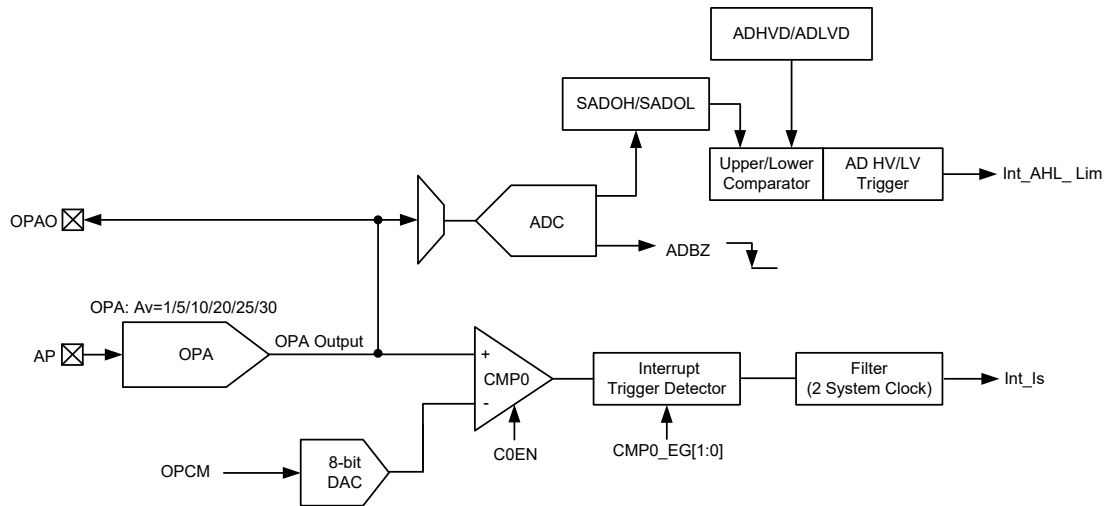 ADHVD/ADLVD
SADOH/SADOL
Upper/Lower
Comparator
AD HV/LV
Trigger
Int_AHL_ Lim
OPAO
ADC
ADBZ
OPA: Av=1/5/10/20/25/30
AP
OPA
OPA Output
+
CMP0
-
Interrupt
Trigger Detector
Filter
(2 System Clock)
Int_Is
C0EN
CMP0_EG[1:0]
OPCM
8-bit
DAC